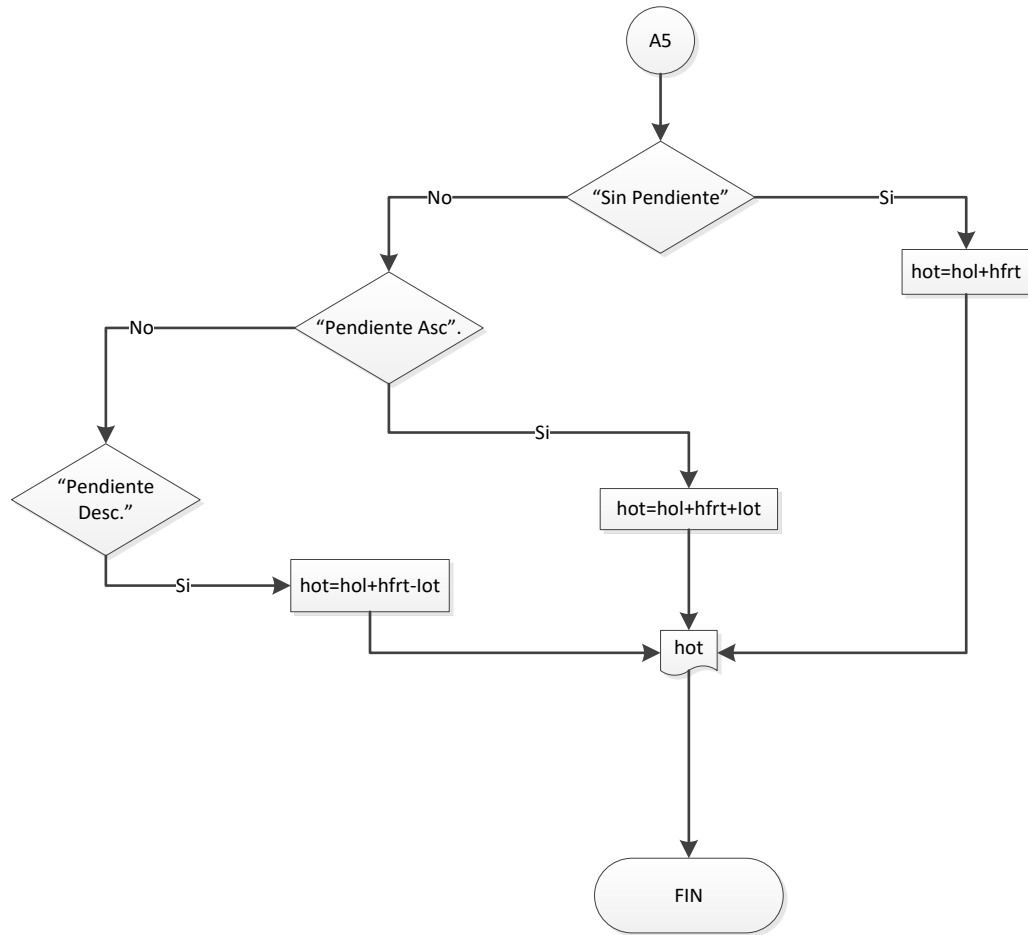 A5
“Sin Pendiente”
No
Si
hot=hol+hfrt
“Pendiente Asc”.
No
Si
“Pendiente
Desc.”
hot=hol+hfrt+Iot
Si
hot=hol+hfrt-Iot
hot
FIN